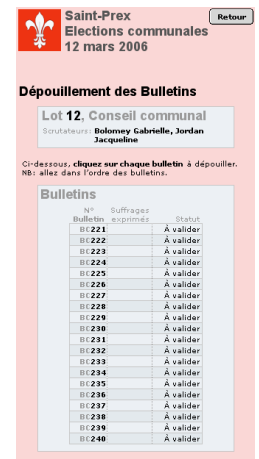 Saint-Prex
Retour
Elections communales
12 mars 2006
Dépouillement des Bulletins
Lot 12, Conseil communal
Scrutateurs: Bolomey Gabrielle, Jordan
Jacqueline
Ci-dessous, cliquez sur chaque bulletin à dépouiller.
NB: allez dans l'ordre des bulletins.
Bulletins
N° Suffrages
Bulletin exprimés Statut
BC221 À valider
BC222 À valider
BC223 À valider
BC224 À valider
BC225 À valider
BC226 À valider
BC227 À valider
BC228 À valider
BC229 À valider
BC230 À valider
BC231 À valider
BC232 À valider
BC233 À valider
BC234 À valider
BC235 À valider
BC236 À valider
BC237 À valider
BC238 À valider
BC239 À valider
BC240 À valider